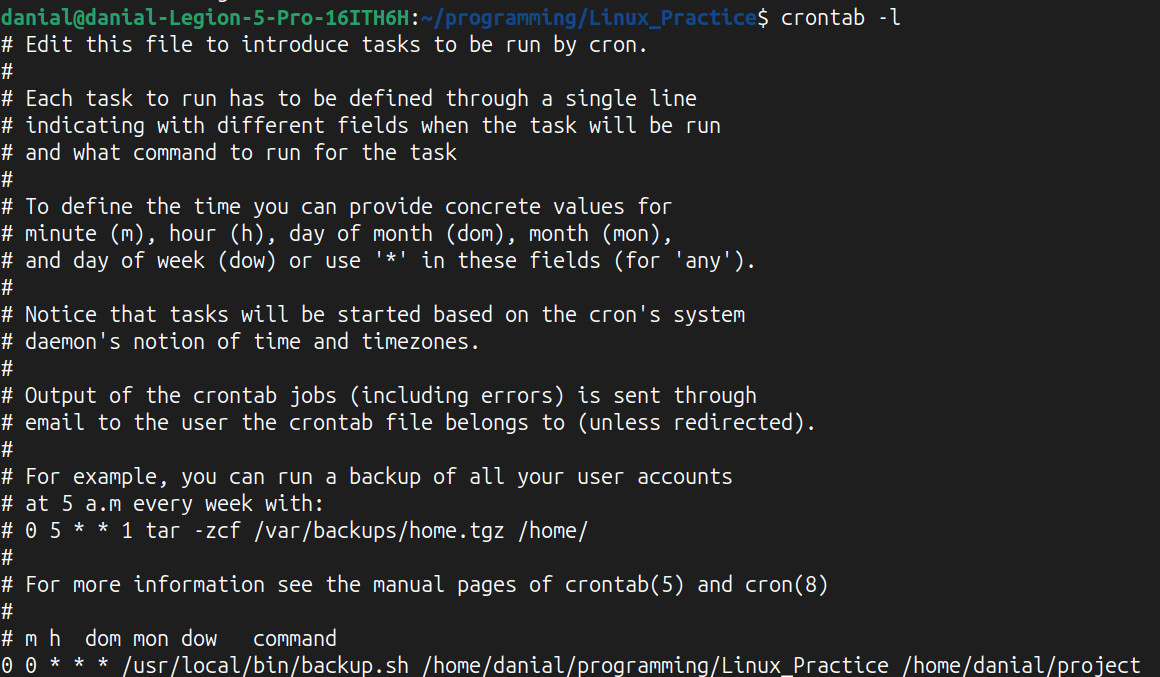 danial@danial-Legion-5-Pro-16ITH6H:~/programming/Linux_Practice$ crontab -l
# Edit this file to introduce tasks to be run by cron.
#
# Each task to run has to be defined through a single line
# indicating with different fields when the task will be run
# and what command to run for the task
#
# To define the time you can provide concrete values for
# minute (m), hour (h), day of month (dom), month (mon),
# and day of week (dow) or use '*' in these fields (for 'any').
#
# Notice that tasks will be started based on the cron's system
# daemon's notion of time and timezones.
#
# Output of the crontab jobs (including errors) is sent through
# email to the user the crontab file belongs to (unless redirected).
#
# For example, you can run a backup of all your user accounts
# at 5 a.m every week with:
# 0 5 * * 1 tar -zcf /var/backups/home.tgz /home/
#
# For more information see the manual pages of crontab(5) and cron(8)
#
# m h  dom mon dow   command
0 0 * * * /usr/local/bin/backup.sh /home/danial/programming/Linux_Practice /home/danial/project